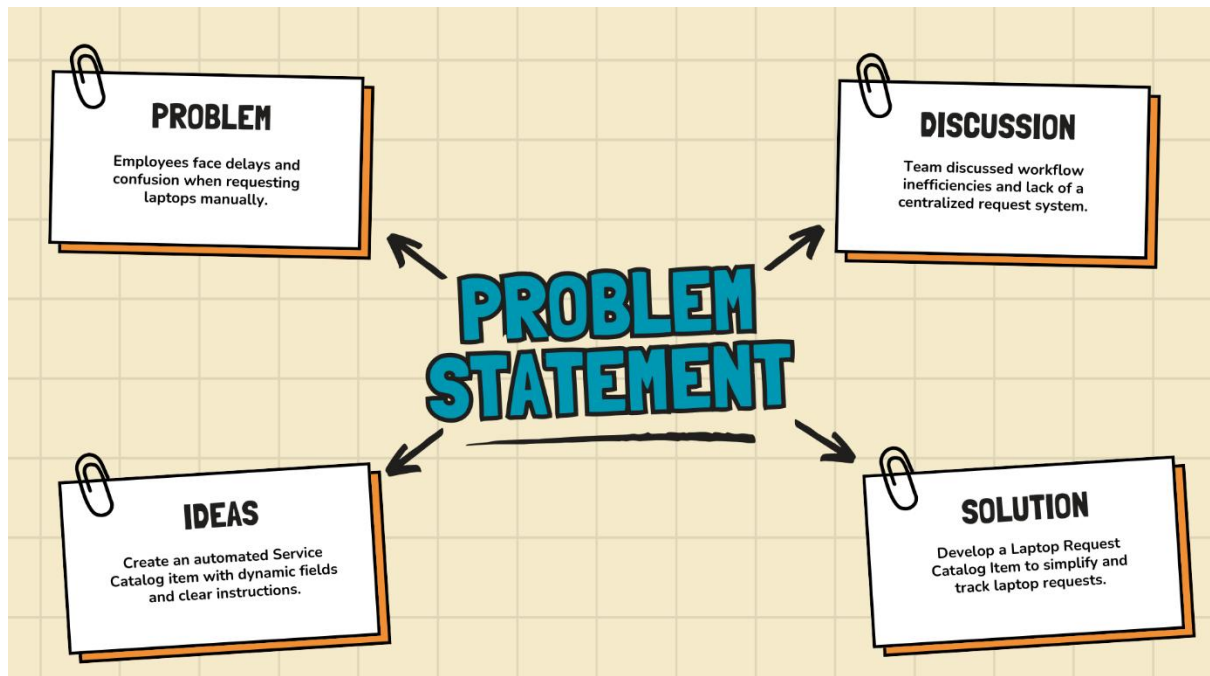 PROBLEM
Employees face delays and
confusion when requesting
laptops manually.
DISCUSSION
Team discussed workflow
inefficiencies and lack of a
centralized request system.
PROBLEM
STATEMENT
IDEAS
Create an automated Service
Catalog item with dynamic fields
and clear instructions.
SOLUTION
Develop a Laptop Request
Catalog Item to simplify and
track laptop requests.